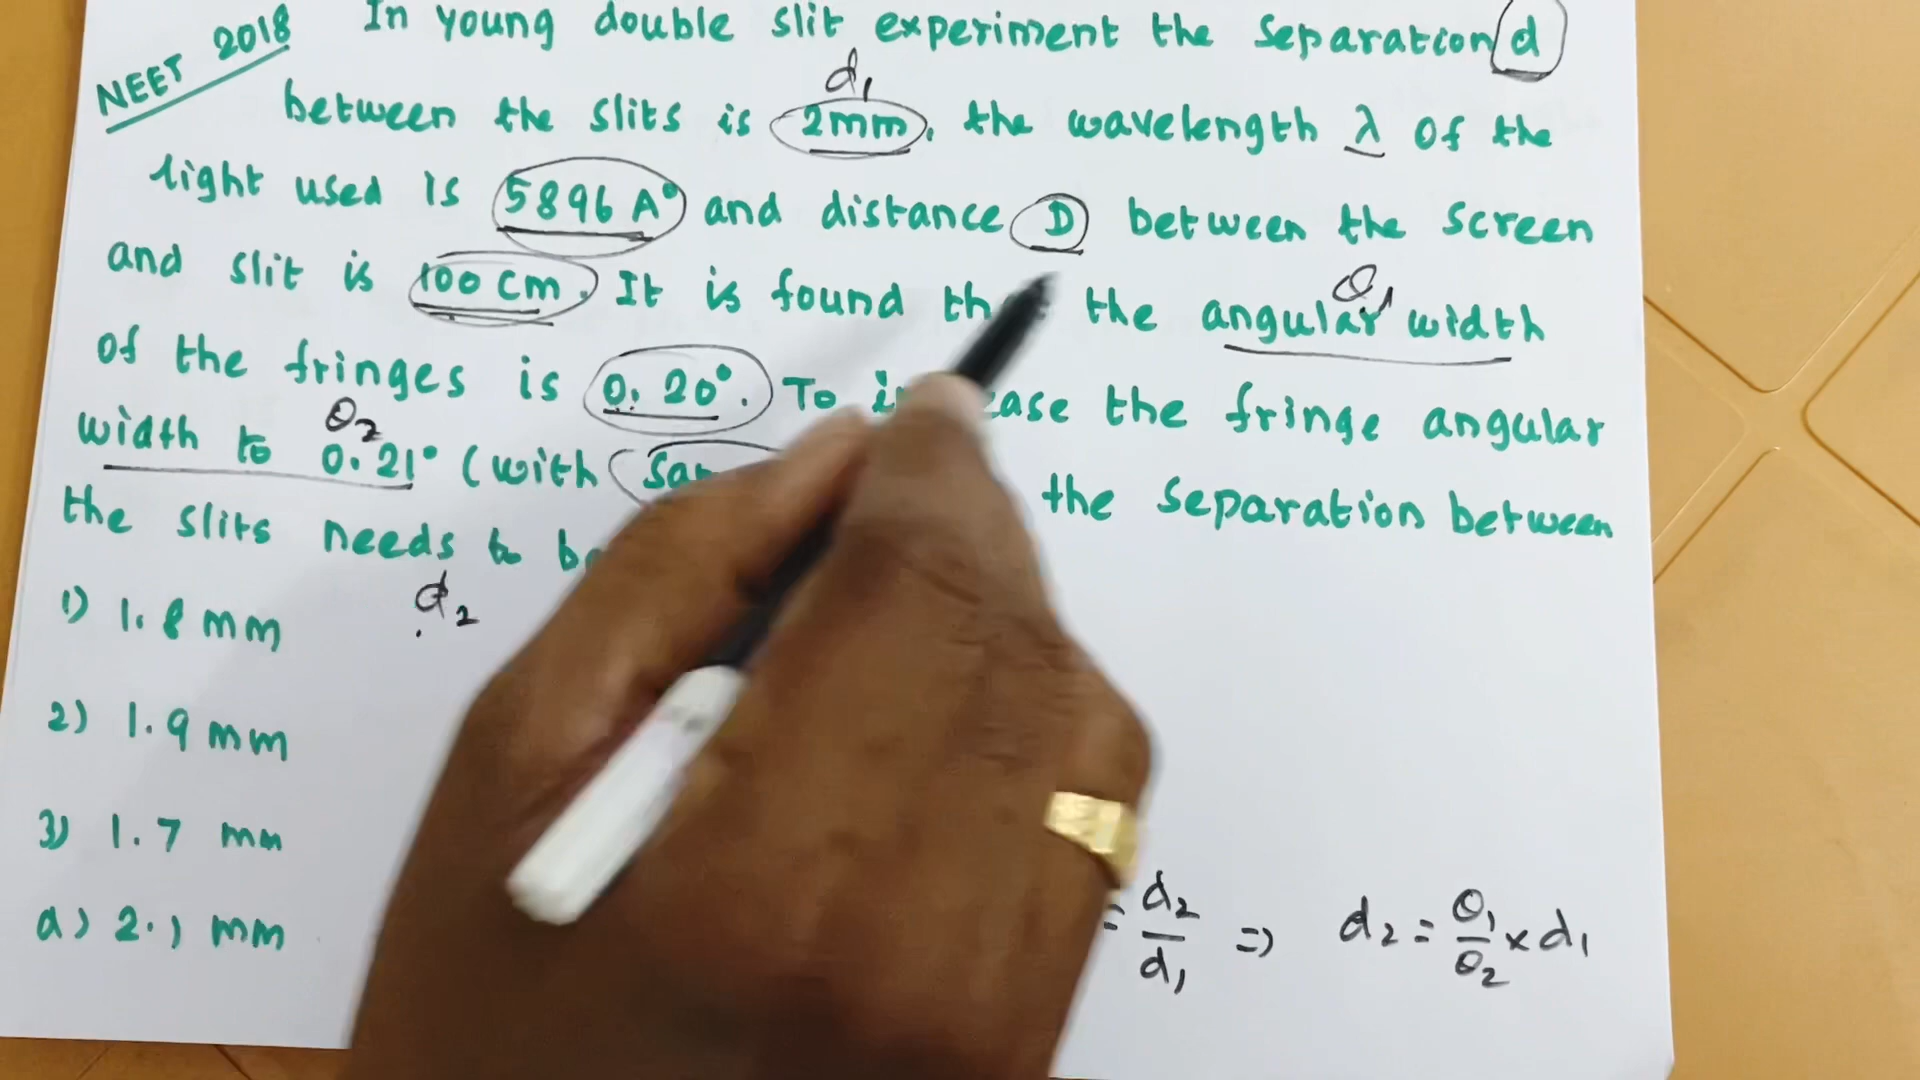 NEET 2018
In young double slit experiment the separation d
d1
between the slits is 2mm. the wavelength λ of the
light used is 5896 A° and distance D between the screen
and slit is 100 cm. It is found the angular width
θ1
of the fringes is 0.20°. To the fringe angular
θ2
width to 0.21° (with the separation between
the slits needs to
d2
1) 1.8 mm
2) 1.9 mm
3) 1.7 mm
a) 2.1 mm
= d2/d1 => d2 = θ1/θ2 x d1